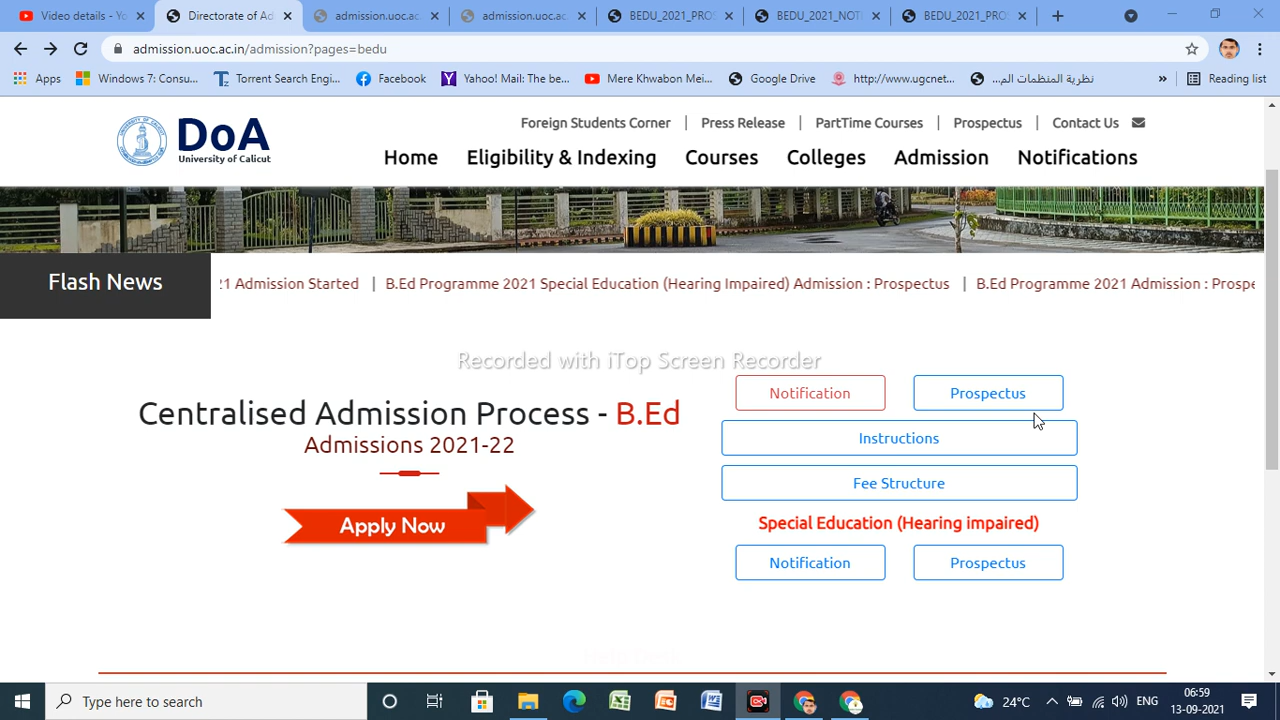 Video details - Yo
Directorate of Ad
admission.uoc.ac.
admission.uoc.ac.
BEDU_2021_PROS
BEDU_2021_NOTI
BEDU_2021_PROS
admission.uoc.ac.in/admission?pages=bedu
Apps
Windows 7: Consu...
Torrent Search Engi...
Facebook
Yahoo! Mail: The be...
Mere Khwabon Mei...
Google Drive
http://www.ugcnet...
نظرية المنظمات الم...
»
Reading list
DoA
University of Calicut
Foreign Students Corner | Press Release | PartTime Courses | Prospectus | Contact Us
Home Eligibility & Indexing Courses Colleges Admission Notifications
Flash News
21 Admission Started | B.Ed Programme 2021 Special Education (Hearing Impaired) Admission : Prospectus | B.Ed Programme 2021 Admission : Prospe
Recorded with iTop Screen Recorder
Centralised Admission Process - B.Ed
Admissions 2021-22
Apply Now
Notification
Prospectus
Instructions
Fee Structure
Special Education (Hearing impaired)
Notification
Prospectus
Type here to search
24°C
ENG
06:59
13-09-2021